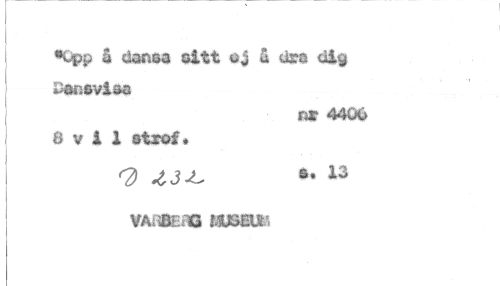 "Opp å dansa sitt ej å dra dig
Dansvisa
nr 4406
8 v i 1 strof.
D 232 s. 13
VARBERG MUSEUM